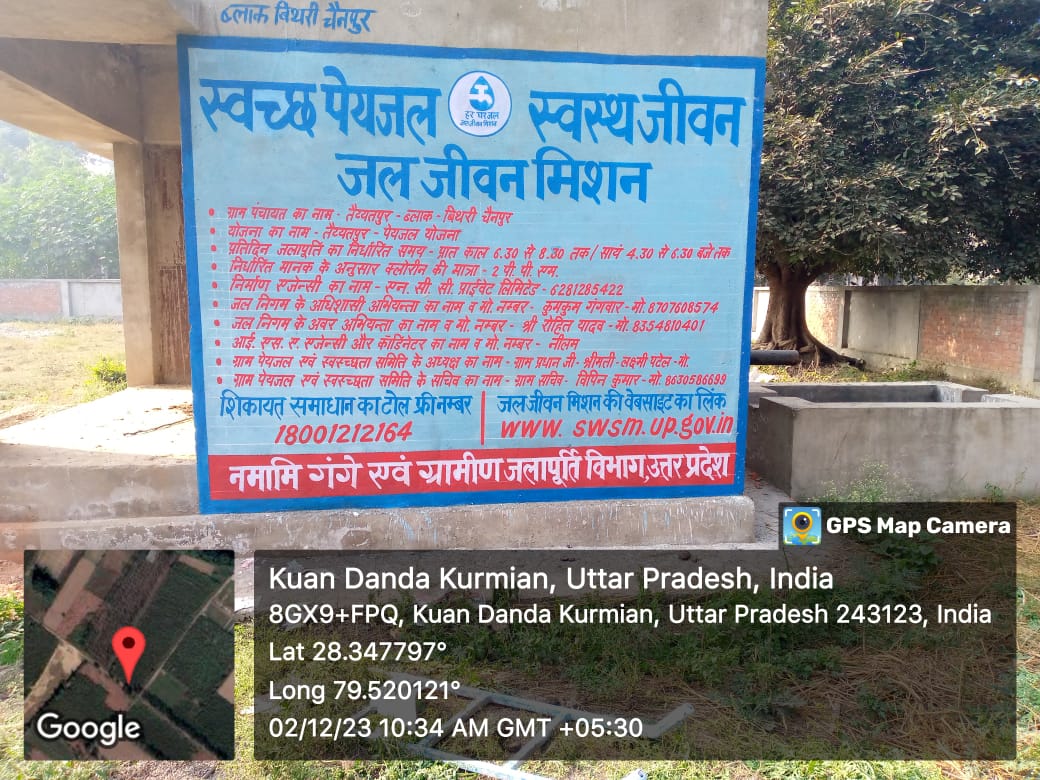 ब्लाक बिथरी चैनपुर
स्वच्छ पेयजल
हर घर जल
जल जीवन मिशन
स्वस्थ जीवन
जल जीवन मिशन
• ग्राम पंचायत का नाम - तैय्यतपुर - ब्लाक - बिथरी चैनपुर
• योजना का नाम - तैय्यतपुर - पेयजल योजना
• प्रतिदिन जलापूर्ति का निर्धारित समय - प्रात काल 6.30 से 8.30 तक / सायं 4.30 से 6.30 बजे तक
• निर्धारित मानक के अनुसार क्लोरीन की मात्रा - 2 पी. पी. एम.
• निर्माण एजेन्सी का नाम - एन. सी. सी. प्राईवेट लिमिटेड - 6281285422
• जल निगम के अधिशासी अभियन्ता का नाम व मो. नम्बर - कुमकुम गंगवार - मो. 8707608574
• जल निगम के अवर अभियन्ता का नाम व मो. नम्बर - श्री रोहित यादव - मो. 8354810401
• आई. एस. ए. एजेन्सी और कॉर्डिनेटर का नाम व मो. नम्बर - नीलम
• ग्राम पेयजल एवं स्वस्च्छता समिति के अध्यक्ष का नाम - ग्राम प्रधान जी - श्रीमती - लक्ष्मी पटेल - मो.
• ग्राम पेयजल एवं स्वस्च्छता समिति के सचिव का नाम - ग्राम सचिव - विपिन कुमार - मो. 8630586699
शिकायत समाधान का टोल फ्री नम्बर
18001212164
जल जीवन मिशन की वेबसाइट का लिंक
www. swsm.up.gov.in
नमामि गंगे एवं ग्रामीण जलापूर्ति विभाग, उत्तर प्रदेश
GPS Map Camera
Kuan Danda Kurmian, Uttar Pradesh, India
8GX9+FPQ, Kuan Danda Kurmian, Uttar Pradesh 243123, India
Lat 28.347797°
Long 79.520121°
02/12/23 10:34 AM GMT +05:30
Google